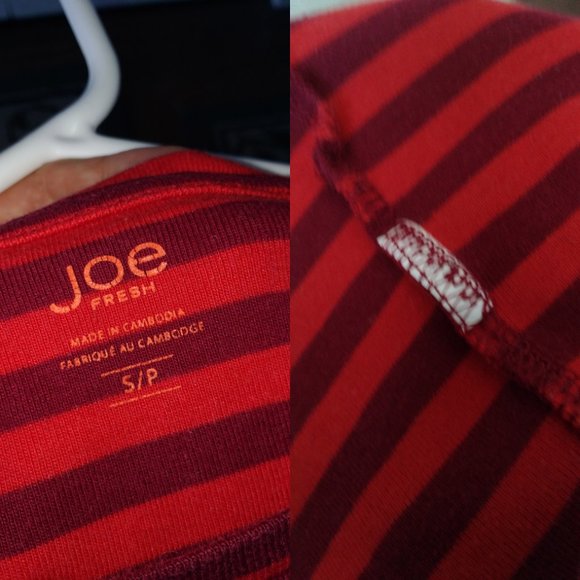 Joe
FRESH
MADE IN CAMBODIA
FABRIQUÉ AU CAMBODGE
S/P